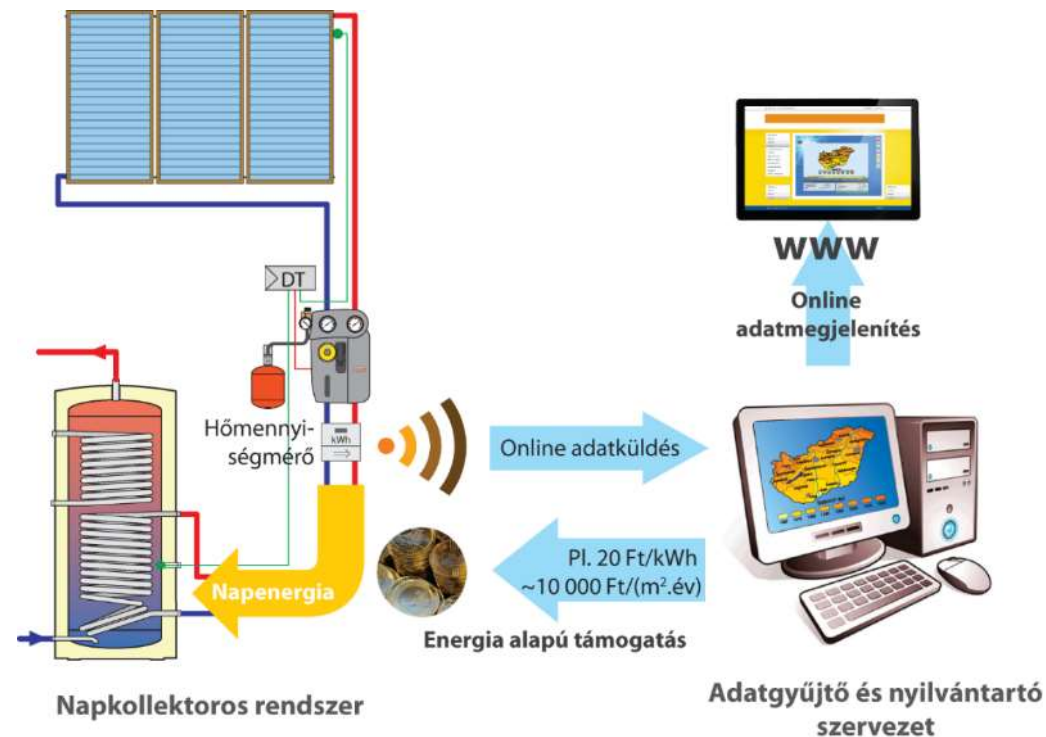 DT
Hőmennyi-
ségmérő
kWh
Napenergia
Napkollektoros rendszer
Online adatküldés
Pl. 20 Ft/kWh
~10 000 Ft/(m².év)
Energia alapú támogatás
www
Online
adatmegjelenítés
Adatgyűjtő és nyilvántartó
szervezet